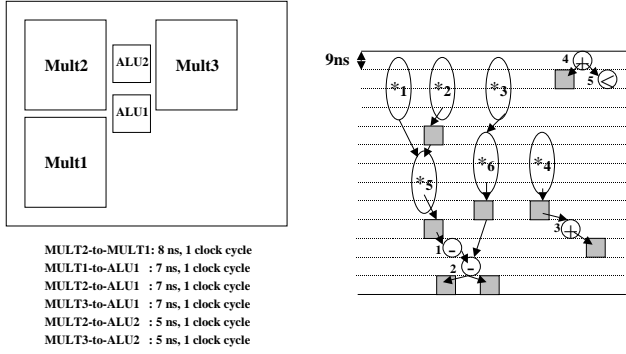 Mult2
ALU2
Mult3
ALU1
Mult1
MULT2-to-MULT1: 8 ns, 1 clock cycle
MULT1-to-ALU1 : 7 ns, 1 clock cycle
MULT2-to-ALU1 : 7 ns, 1 clock cycle
MULT3-to-ALU1 : 7 ns, 1 clock cycle
MULT2-to-ALU2 : 5 ns, 1 clock cycle
MULT3-to-ALU2 : 5 ns, 1 clock cycle
9ns
4 +
5 <
*1
*2
*3
*5
*6
*4
3 +
1 -
2 -